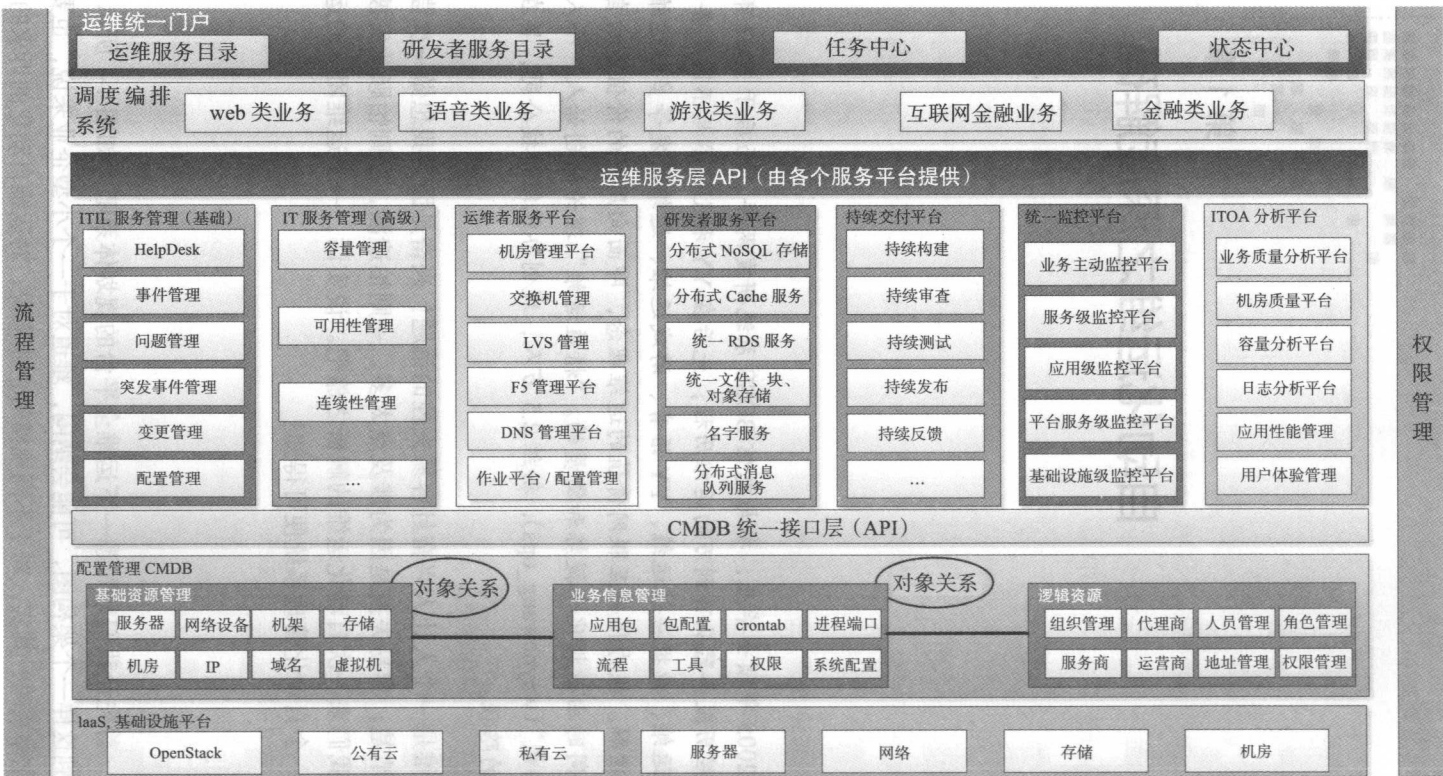 运维统一门户
运维服务目录
研发者服务目录
任务中心
状态中心
调度编排
系统
web 类业务
语音类业务
游戏类业务
互联网金融业务
金融类业务
运维服务层 API（由各个服务平台提供）
流程管理
ITIL 服务管理（基础）
HelpDesk
事件管理
问题管理
突发事件管理
变更管理
配置管理
IT 服务管理（高级）
容量管理
可用性管理
连续性管理
…
运维者服务平台
机房管理平台
交换机管理
LVS 管理
F5 管理平台
DNS 管理平台
作业平台 / 配置管理
研发者服务平台
分布式 NoSQL 存储
分布式 Cache 服务
统一 RDS 服务
统一文件、块、
对象存储
名字服务
分布式消息
队列服务
持续交付平台
持续构建
持续审查
持续测试
持续发布
持续反馈
…
统一监控平台
业务主动监控平台
服务级监控平台
应用级监控平台
平台服务级监控平台
基础设施级监控平台
ITOA 分析平台
业务质量分析平台
机房质量平台
容量分析平台
日志分析平台
应用性能管理
用户体验管理
权限管理
CMDB 统一接口层（API）
配置管理 CMDB
基础资源管理
服务器 网络设备 机架 存储
机房 IP 域名 虚拟机
对象关系
业务信息管理
应用包 包配置 crontab 进程端口
流程 工具 权限 系统配置
对象关系
逻辑资源
组织管理 代理商 人员管理 角色管理
服务商 运营商 地址管理 权限管理
laaS, 基础设施平台
OpenStack
公有云
私有云
服务器
网络
存储
机房